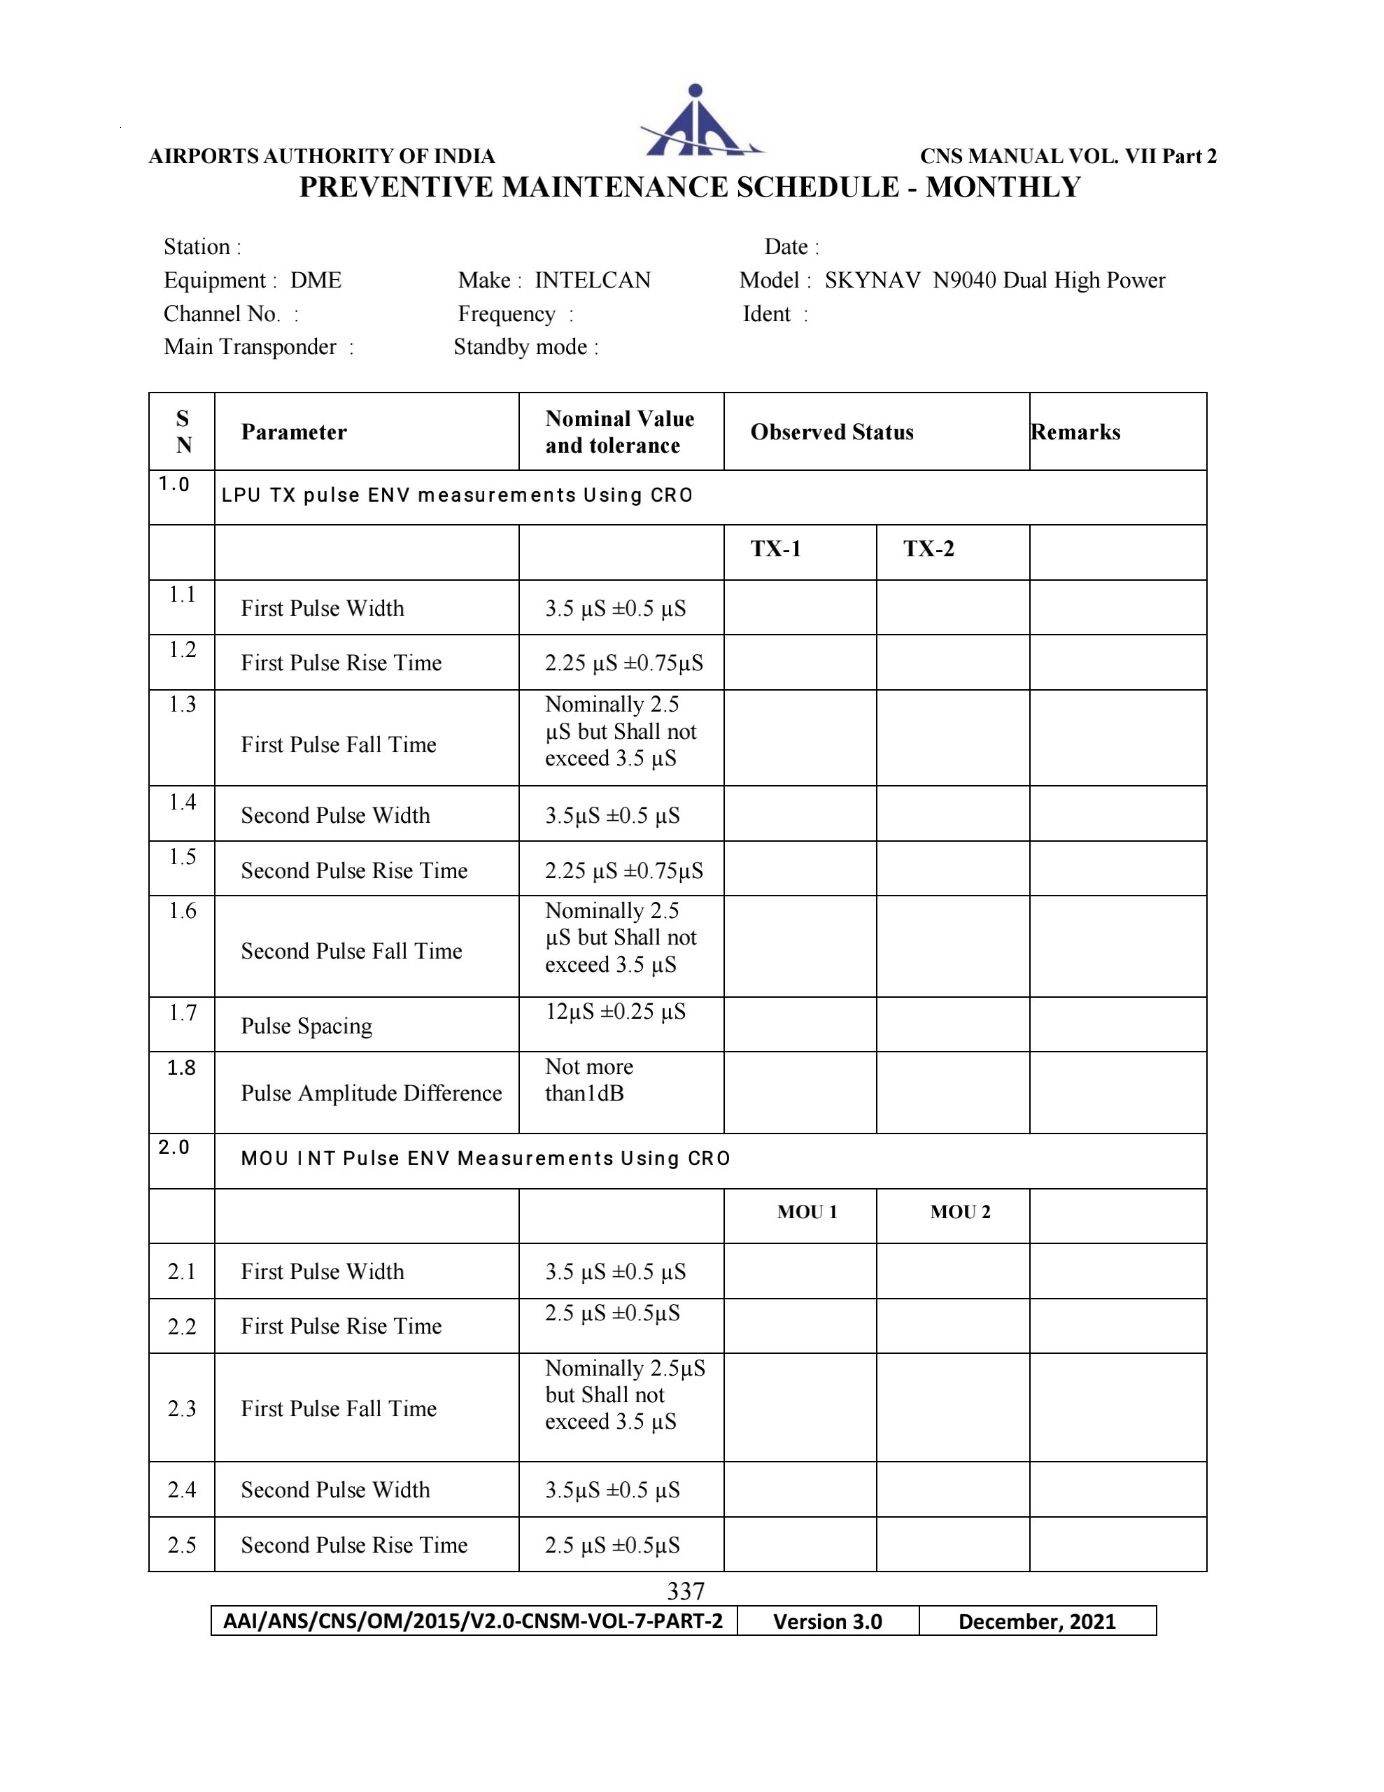 AIRPORTS AUTHORITY OF INDIA CNS MANUAL VOL. VII Part 2
PREVENTIVE MAINTENANCE SCHEDULE - MONTHLY
Station : Date :
Equipment : DME Make : INTELCAN Model : SKYNAV N9040 Dual High Power
Channel No. : Frequency : Ident :
Main Transponder : Standby mode :
S
N
Parameter
Nominal Value
and tolerance
Observed Status
Remarks
1.0
LPU TX pulse ENV measurements Using CRO
TX-1 TX-2
1.1 First Pulse Width 3.5 µS ±0.5 µS
1.2 First Pulse Rise Time 2.25 µS ±0.75µS
1.3 First Pulse Fall Time
Nominally 2.5
µS but Shall not
exceed 3.5 µS
1.4 Second Pulse Width 3.5µS ±0.5 µS
1.5 Second Pulse Rise Time 2.25 µS ±0.75µS
1.6 Second Pulse Fall Time
Nominally 2.5
µS but Shall not
exceed 3.5 µS
1.7 Pulse Spacing 12µS ±0.25 µS
1.8 Pulse Amplitude Difference
Not more
than1dB
2.0
MOU INT Pulse ENV Measurements Using CRO
MOU 1 MOU 2
2.1 First Pulse Width 3.5 µS ±0.5 µS
2.2 First Pulse Rise Time 2.5 µS ±0.5µS
2.3 First Pulse Fall Time
Nominally 2.5µS
but Shall not
exceed 3.5 µS
2.4 Second Pulse Width 3.5µS ±0.5 µS
2.5 Second Pulse Rise Time 2.5 µS ±0.5µS
337
AAI/ANS/CNS/OM/2015/V2.0-CNSM-VOL-7-PART-2 Version 3.0 December, 2021